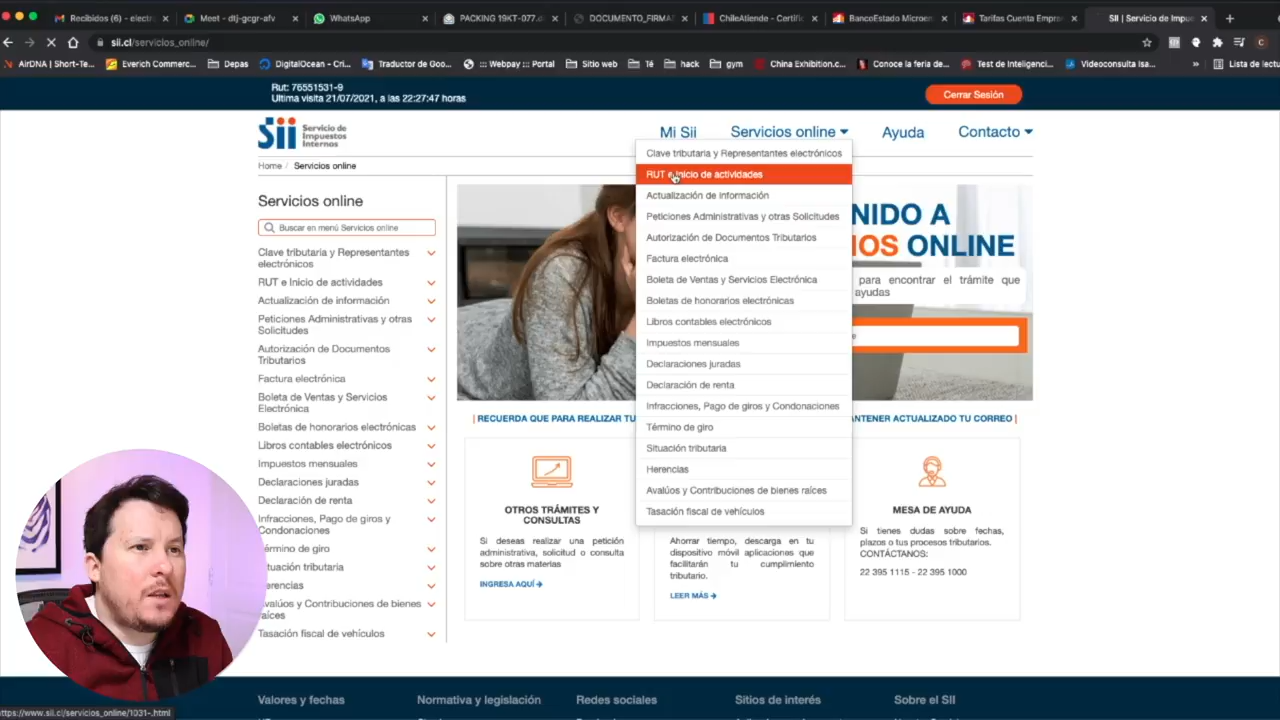 Recibidos (6) - electr
Meet - dtj-gcgr-afv
WhatsApp
PACKING 19KT-077.d
DOCUMENTO_FIRMA
ChileAtiende - Certifi
BancoEstado Microem
Tarifas Cuenta Empre
SII | Servicio de Impu
sii.cl/servicios_online/
AirDNA | Short-Te...
Everich Commerc...
Depas
DigitalOcean - Cri...
Traductor de Goo...
::: Webpay ::: Portal
Sitio web
Té
hack
gym
China Exhibition.c...
Conoce la feria de...
Test de Inteligenci...
Videoconsulta Isa...
»
Lista de lectu
Rut: 76551531-9
Ultima visita 21/07/2021, a las 22:27:47 horas
Cerrar Sesión
Sii Servicio de
Impuestos
Internos
Mi Sii
Servicios online
Ayuda
Contacto
Home / Servicios online
Servicios online
Buscar en menú Servicios online
Clave tributaria y Representantes
electrónicos
RUT e Inicio de actividades
Actualización de información
Peticiones Administrativas y otras
Solicitudes
Autorización de Documentos
Tributarios
Factura electrónica
Boleta de Ventas y Servicios
Electrónica
Boletas de honorarios electrónicas
Libros contables electrónicos
Impuestos mensuales
Declaraciones juradas
Declaración de renta
Infracciones, Pago de giros y
Condonaciones
Término de giro
ituación tributaria
erencias
valúos y Contribuciones de bienes
raíces
Tasación fiscal de vehículos
Clave tributaria y Representantes electrónicos
RUT e Inicio de actividades
Actualización de información
Peticiones Administrativas y otras Solicitudes
Autorización de Documentos Tributarios
Factura electrónica
Boleta de Ventas y Servicios Electrónica
Boletas de honorarios electrónicas
Libros contables electrónicos
Impuestos mensuales
Declaraciones juradas
Declaración de renta
Infracciones, Pago de giros y Condonaciones
Término de giro
Situación tributaria
Herencias
Avalúos y Contribuciones de bienes raíces
Tasación fiscal de vehículos
NIDO A
IOS ONLINE
para encontrar el trámite que
ayudas
| RECUERDA QUE PARA REALIZAR TU
ANTENER ACTUALIZADO TU CORREO |
OTROS TRÁMITES Y
CONSULTAS
Si deseas realizar una petición
administrativa, solicitud o consulta
sobre otras materias
INGRESA AQUÍ
Ahorrar tiempo, descarga en tu
dispositivo móvil aplicaciones que
facilitarán tu cumplimiento
tributario.
LEER MÁS
MESA DE AYUDA
Si tienes dudas sobre fechas,
plazos o tus procesos tributarios.
CONTÁCTANOS:
22 395 1115 - 22 395 1000
Valores y fechas
Normativa y legislación
Redes sociales
Sitios de interés
Sobre el SII
https://www.sii.cl/servicios_online/1031-.html